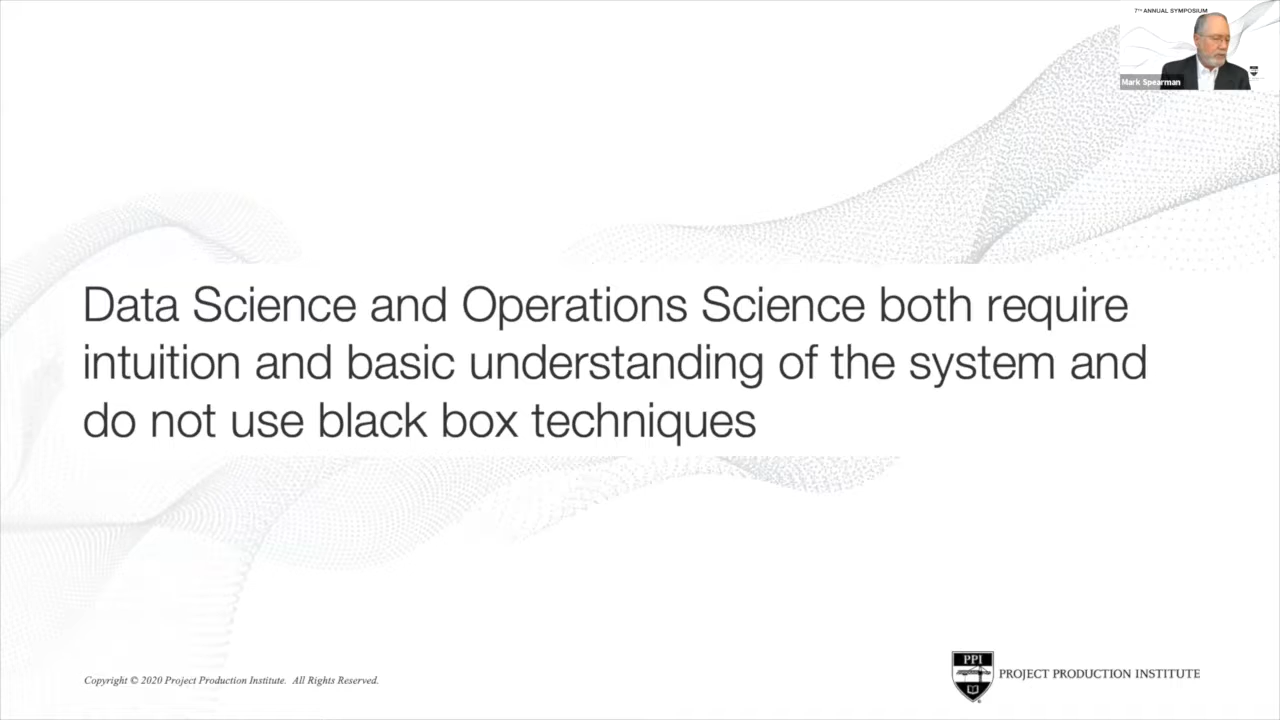 7TH ANNUAL SYMPOSIUM
Mark Spearman
Data Science and Operations Science both require
intuition and basic understanding of the system and
do not use black box techniques
Copyright © 2020 Project Production Institute. All Rights Reserved.
PPI
PROJECT PRODUCTION INSTITUTE